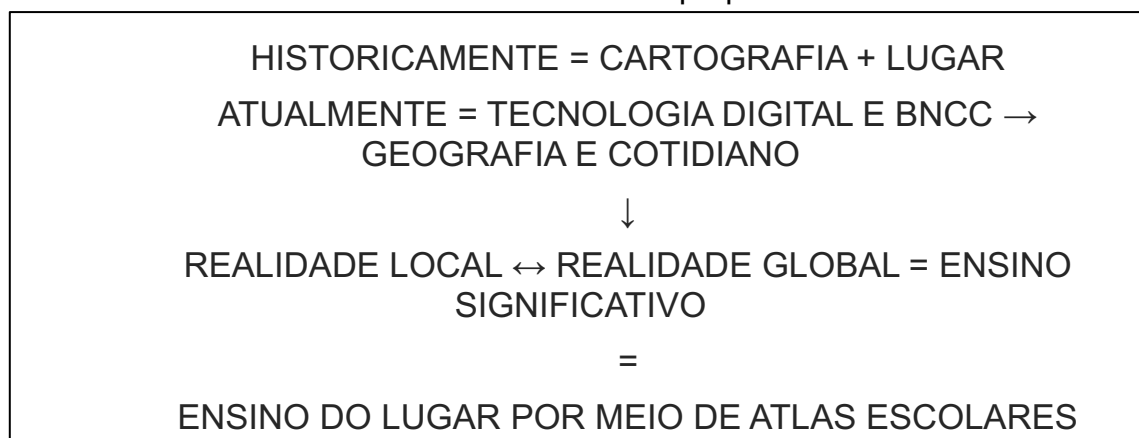 HISTORICAMENTE = CARTOGRAFIA + LUGAR
ATUALMENTE = TECNOLOGIA DIGITAL E BNCC →
GEOGRAFIA E COTIDIANO
↓
REALIDADE LOCAL ↔ REALIDADE GLOBAL = ENSINO
SIGNIFICATIVO
=
ENSINO DO LUGAR POR MEIO DE ATLAS ESCOLARES